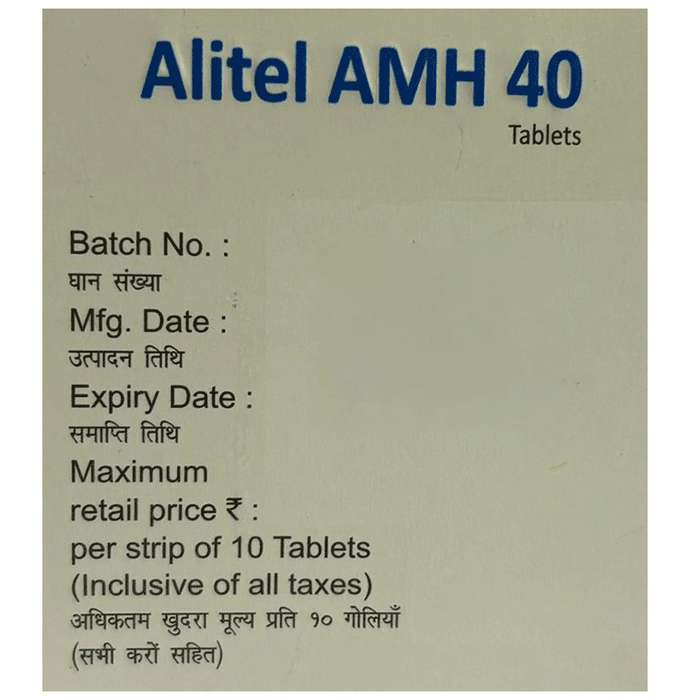 Alitel AMH 40
Tablets
Batch No. :
घान संख्या
Mfg. Date :
उत्पादन तिथि
Expiry Date :
समाप्ति तिथि
Maximum
retail price ₹ :
per strip of 10 Tablets
(Inclusive of all taxes)
अधिकतम खुदरा मूल्य प्रति १० गोलियाँ
(सभी करों सहित)